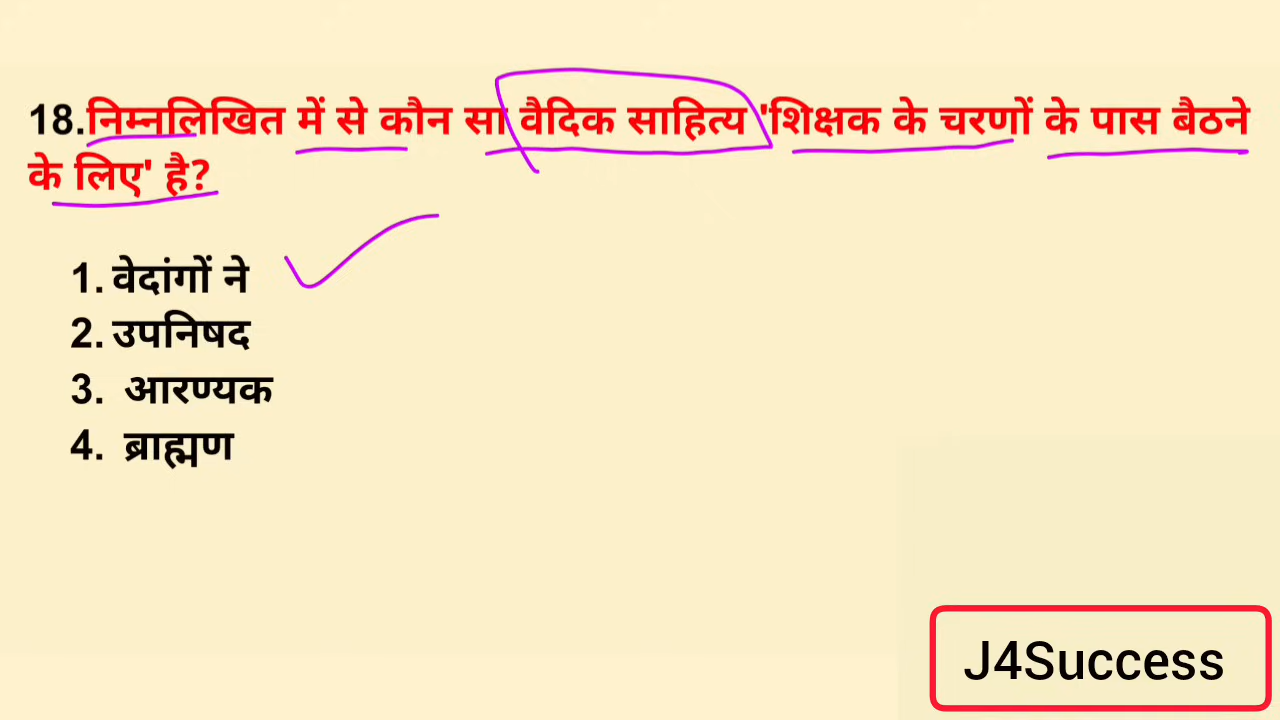 18.निम्नलिखित में से कौन सा वैदिक साहित्य 'शिक्षक के चरणों के पास बैठने
के लिए' है?
1. वेदांगों ने
2. उपनिषद
3. आरण्यक
4. ब्राह्मण
J4Success